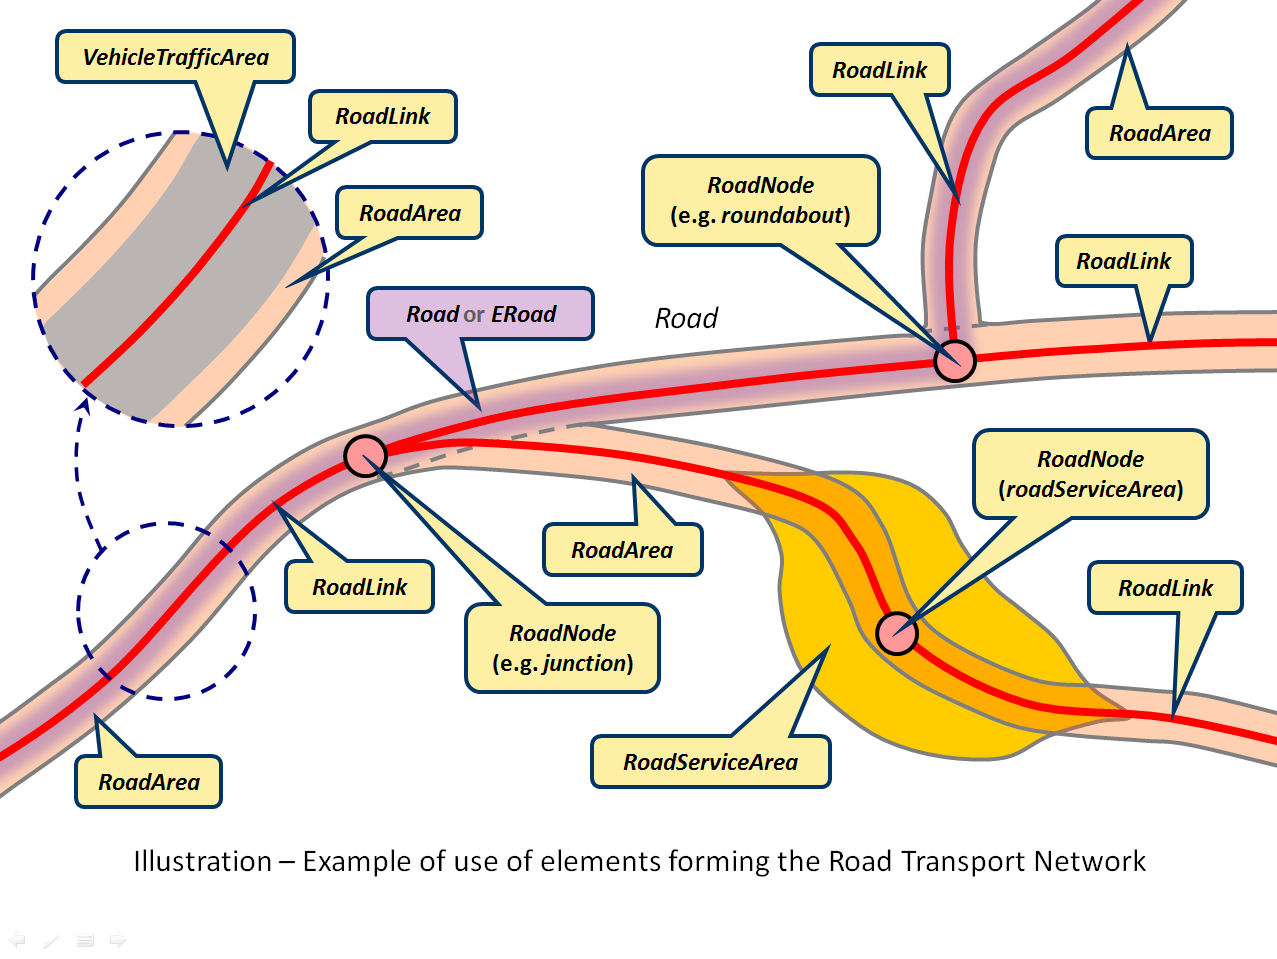 VehicleTrafficArea
RoadLink
RoadArea
RoadLink
RoadArea
RoadNode
(e.g. roundabout)
RoadLink
Road or ERoad
Road
RoadNode
(roadServiceArea)
RoadArea
RoadLink
RoadLink
RoadNode
(e.g. junction)
RoadServiceArea
RoadArea
Illustration – Example of use of elements forming the Road Transport Network